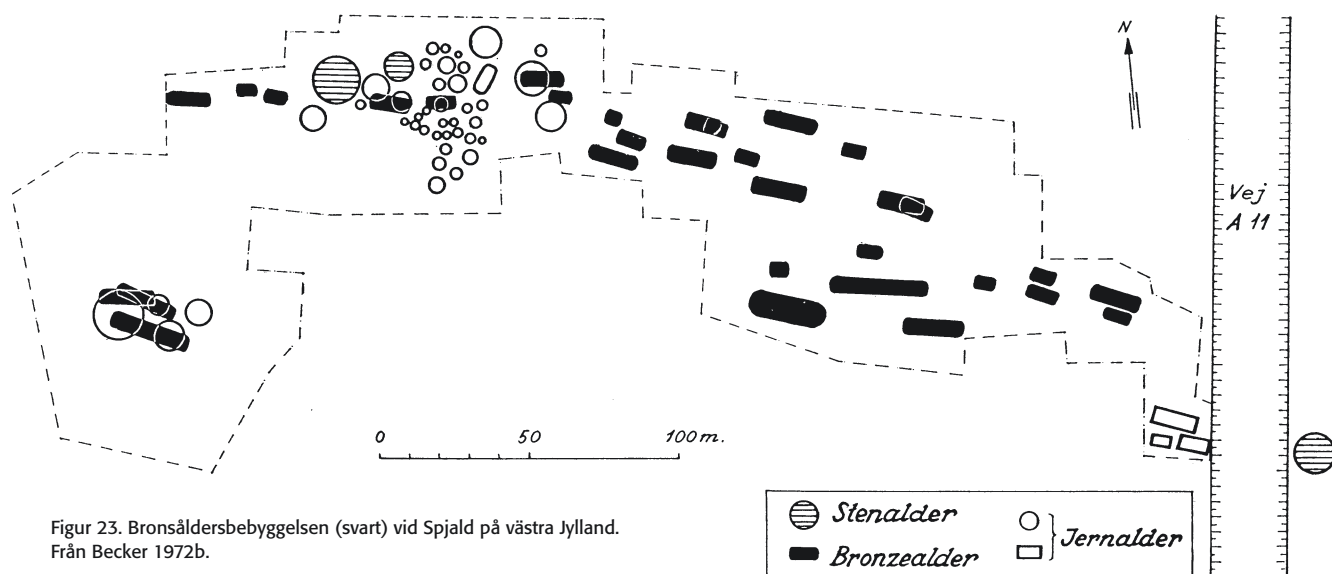 N
Vej
A 11
0 50 100 m.
Figur 23. Bronsåldersbebyggelsen (svart) vid Spjald på västra Jylland.
Från Becker 1972b.
Stenalder
Bronzealder
Jernalder